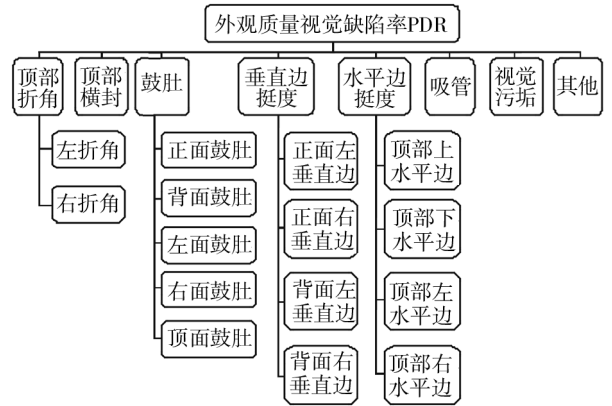 外观质量视觉缺陷率PDR
顶部
折角
顶部
横封
鼓肚
垂直边
挺度
水平边
挺度
吸管
视觉
污垢
其他
左折角
右折角
正面鼓肚
背面鼓肚
左面鼓肚
右面鼓肚
顶面鼓肚
正面左
垂直边
正面右
垂直边
背面左
垂直边
背面右
垂直边
顶部上
水平边
顶部下
水平边
顶部左
水平边
顶部右
水平边